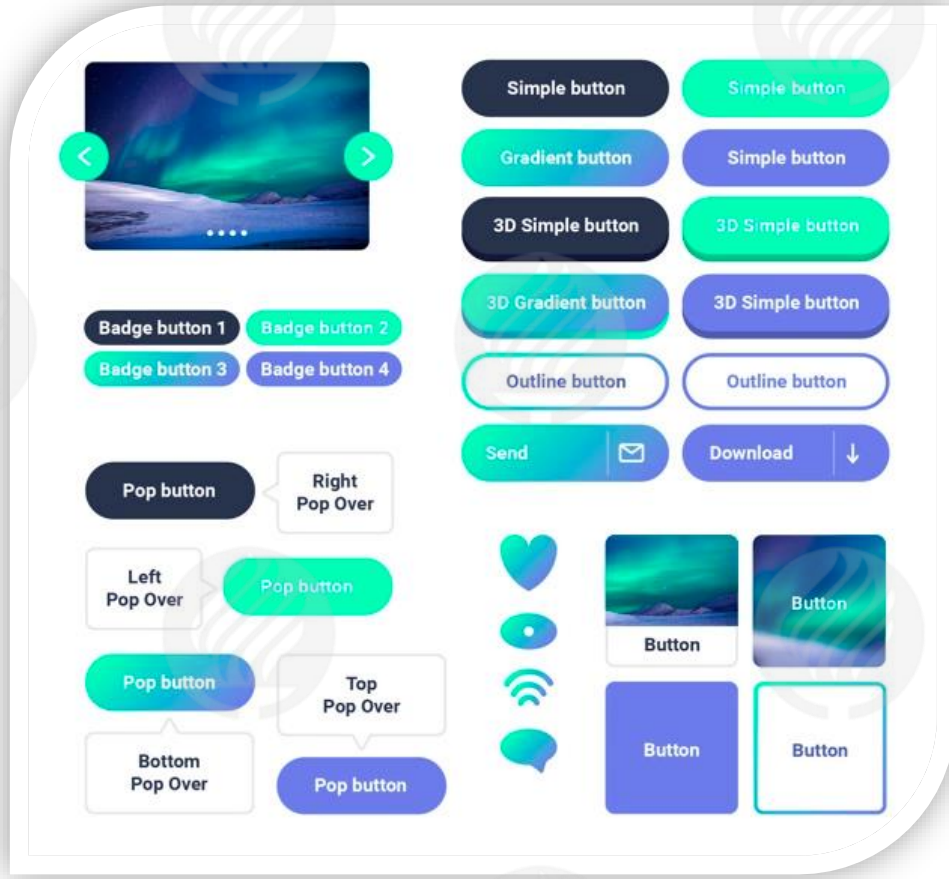 Simple button
Simple button
Gradient button
Simple button
3D Simple button
3D Simple button
3D Gradient button
3D Simple button
Outline button
Outline button
Send
Download
Badge button 1
Badge button 2
Badge button 3
Badge button 4
Pop button
Right
Pop Over
Left
Pop Over
Pop button
Pop button
Top
Pop Over
Bottom
Pop Over
Pop button
Button
Button
Button
Button